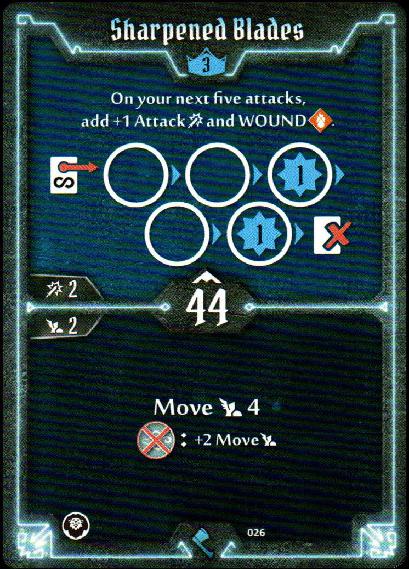 Sharpened Blades
3
On your next five attacks,
add +1 Attack and WOUND.
1
1
2
44
2
Move 4
: +2 Move
026